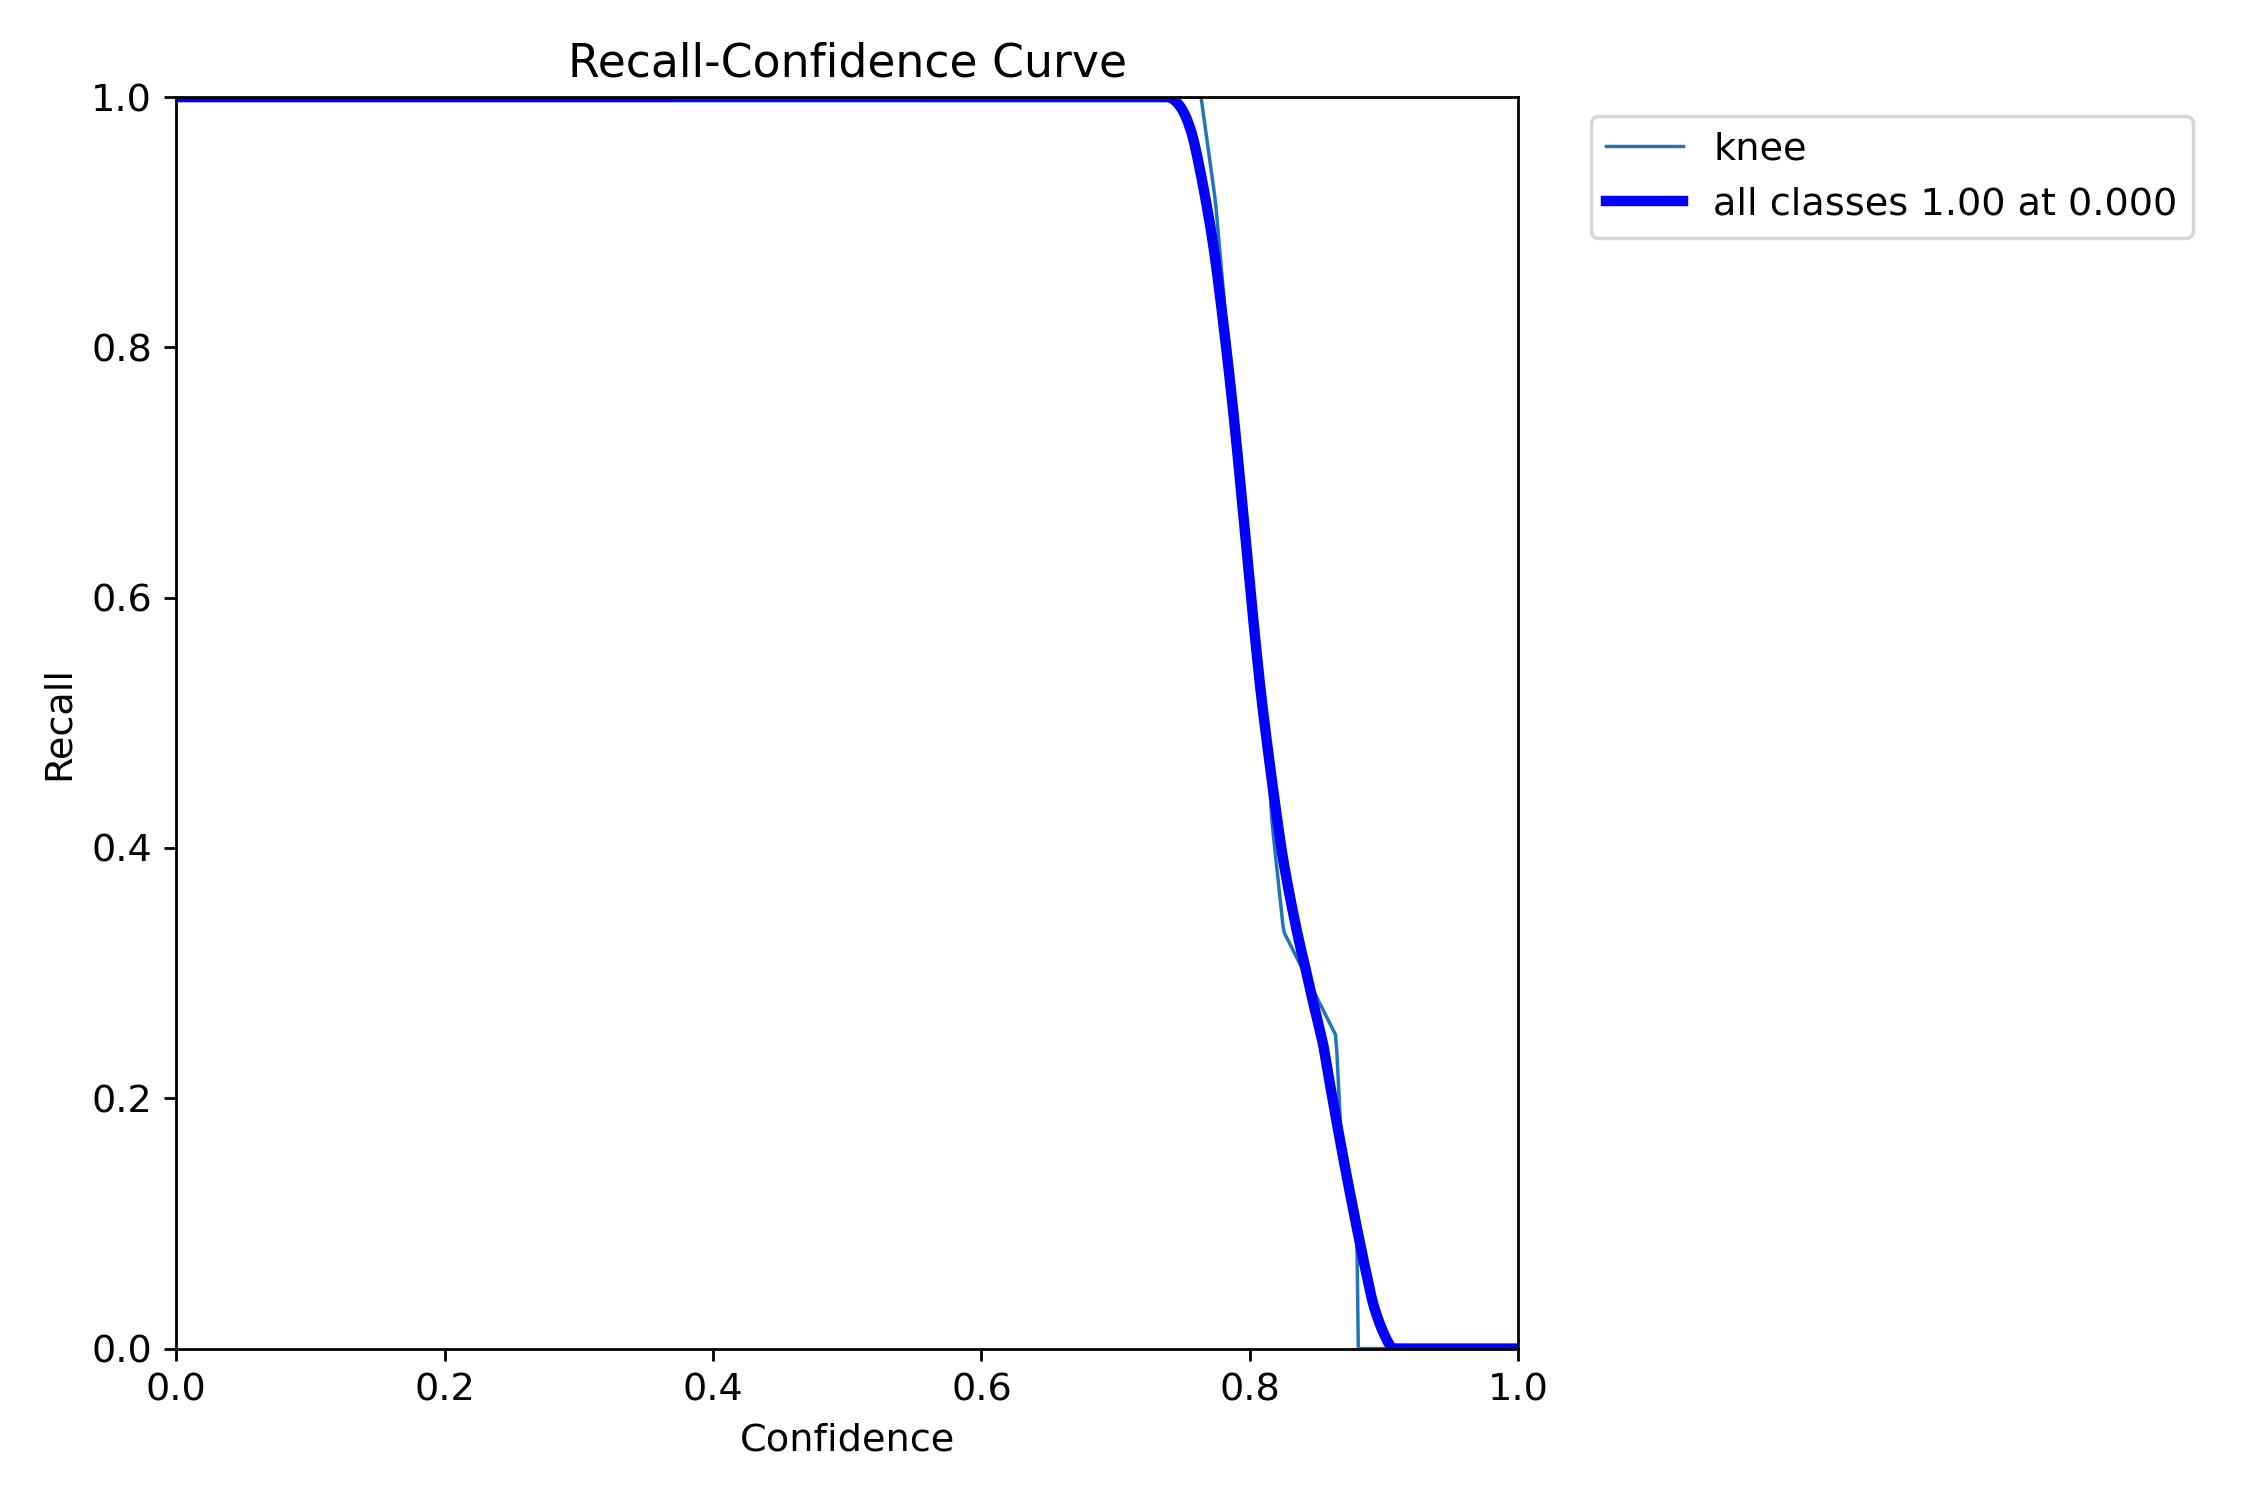 Recall-Confidence Curve
1.0
0.8
0.6
0.4
0.2
0.0
Recall
0.0 0.2 0.4 0.6 0.8 1.0
Confidence
knee
all classes 1.00 at 0.000